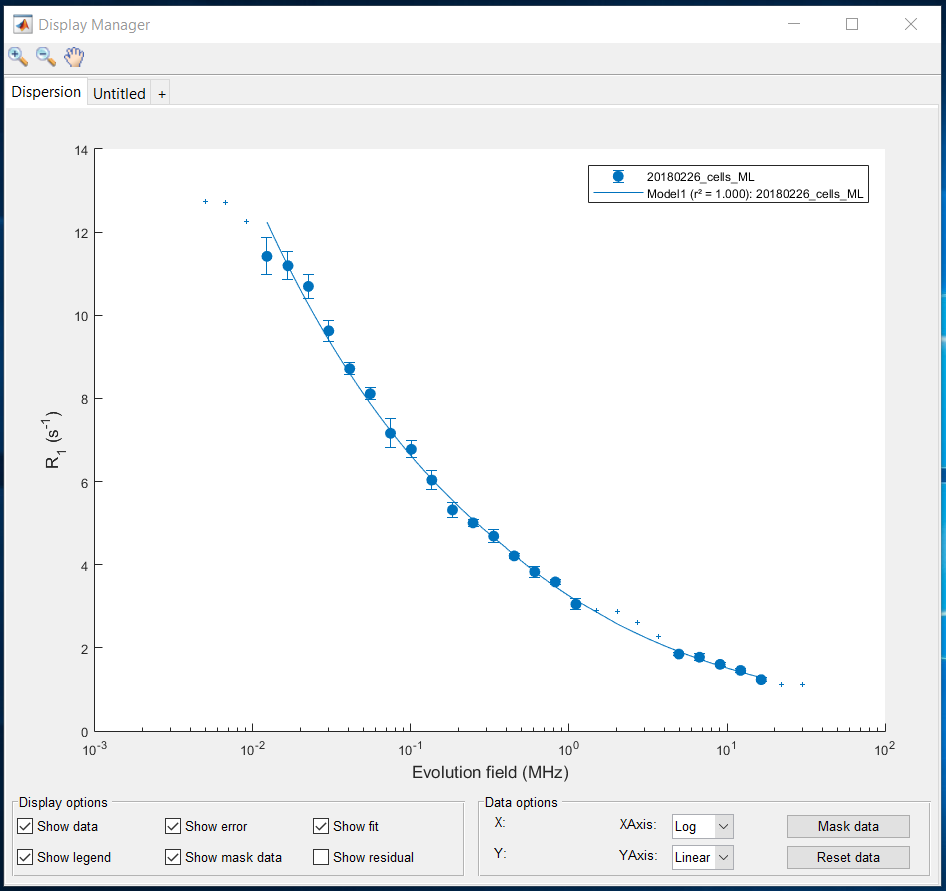 Display Manager
Dispersion Untitled +
20180226_cells_ML
Model1 (r² = 1.000): 20180226_cells_ML
14
12
10
8
6
4
2
0
R₁ (s⁻¹)
10⁻³ 10⁻² 10⁻¹ 10⁰ 10¹ 10²
Evolution field (MHz)
Display options
Show data Show error Show fit
Show legend Show mask data Show residual
Data options
X: XAxis: Log Mask data
Y: YAxis: Linear Reset data